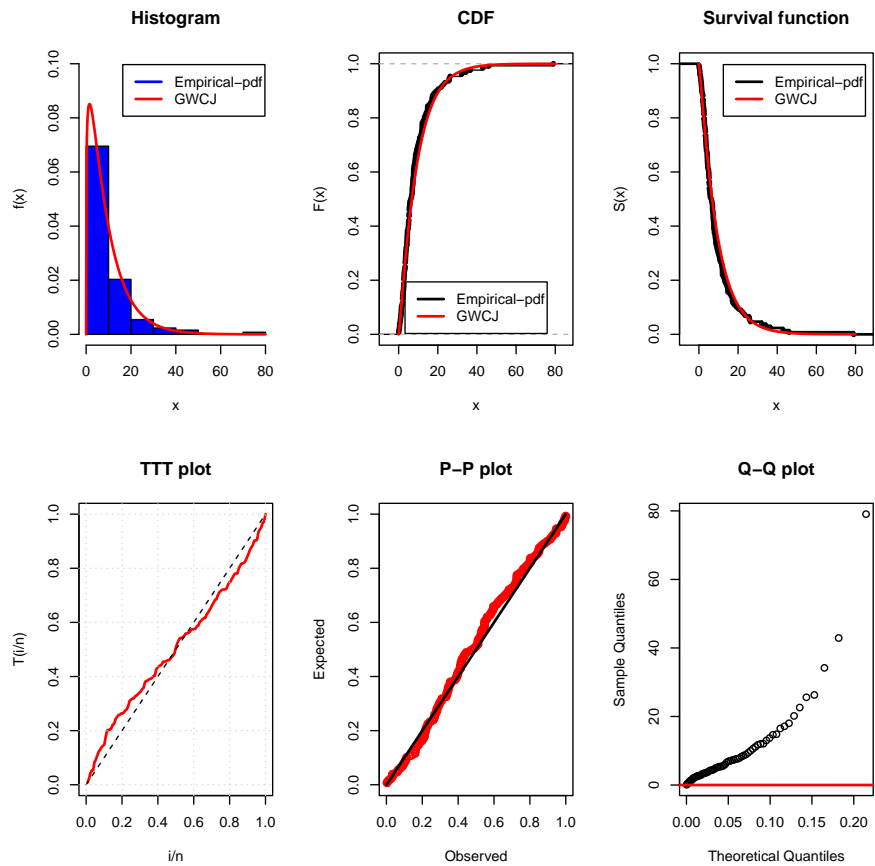 Histogram
0.10
0.08
0.06
0.04
0.02
0.00
f(x)
Empirical−pdf
GWCJ
0 20 40 60 80
x
CDF
1.0
0.8
0.6
0.4
0.2
0.0
F(x)
Empirical−pdf
GWCJ
0 20 40 60 80
x
Survival function
1.0
0.8
0.6
0.4
0.2
0.0
S(x)
Empirical−pdf
GWCJ
0 20 40 60 80
x
TTT plot
1.0
0.8
0.6
0.4
0.2
0.0
T(i/n)
0.0 0.2 0.4 0.6 0.8 1.0
i/n
P−P plot
1.0
0.8
0.6
0.4
0.2
0.0
Expected
0.0 0.2 0.4 0.6 0.8 1.0
Observed
Q−Q plot
80
60
40
20
0
Sample Quantiles
0.00 0.05 0.10 0.15 0.20
Theoretical Quantiles